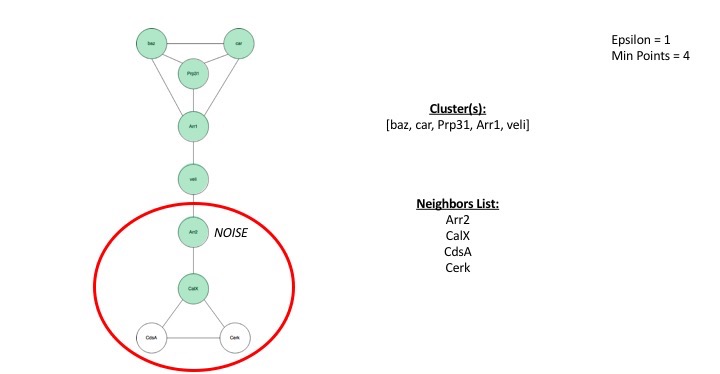 baz
car
Prp31
Arr1
veli
Arr2
NOISE
CalX
CdsA
Cerk
Epsilon = 1
Min Points = 4
Cluster(s):
[baz, car, Prp31, Arr1, veli]
Neighbors List:
Arr2
CalX
CdsA
Cerk